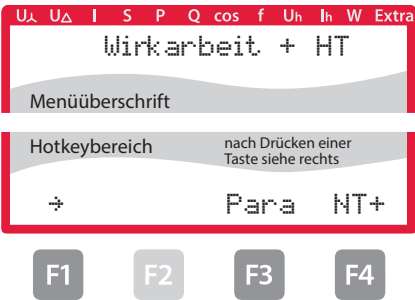 U⅄ U△ I S P Q cos f Uh Ih W Extra
Wirkarbeit + HT
Menüüberschrift
Hotkeybereich
nach Drücken einer
Taste siehe rechts
→ Para NT+
F1 F2 F3 F4